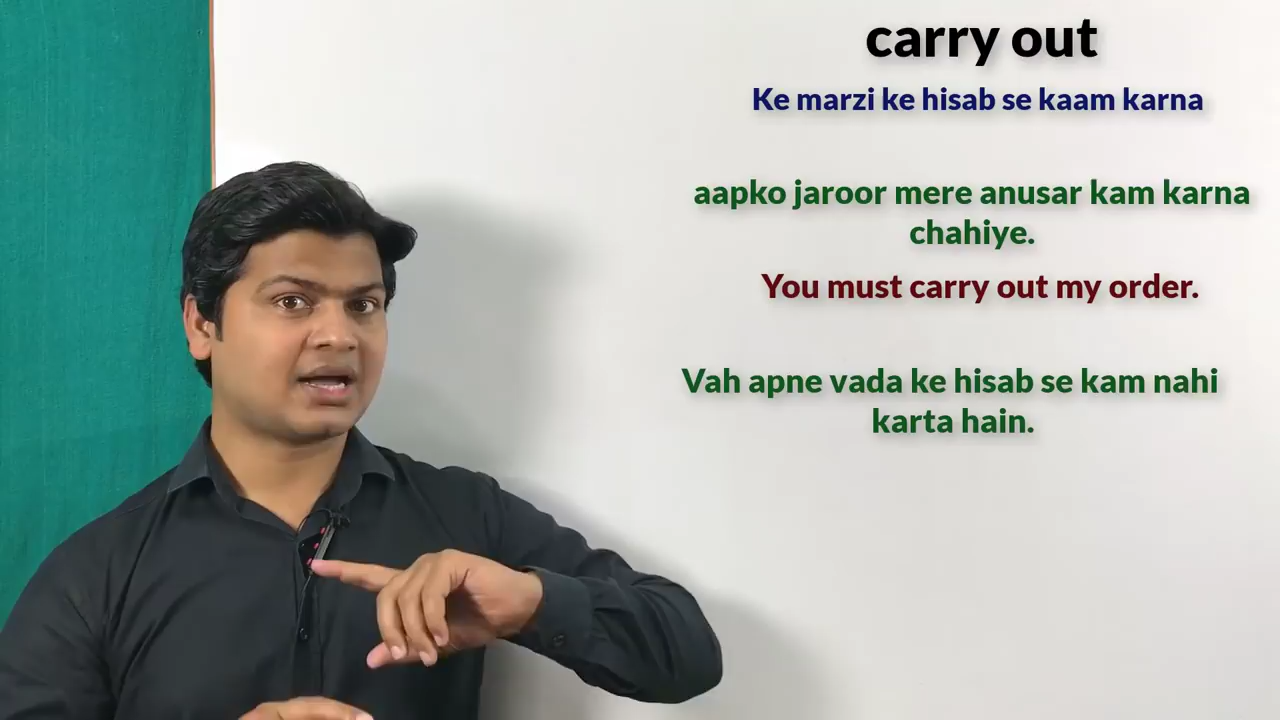 carry out
Ke marzi ke hisab se kaam karna
aapko jaroor mere anusar kam karna
chahiye.
You must carry out my order.
Vah apne vada ke hisab se kam nahi
karta hain.